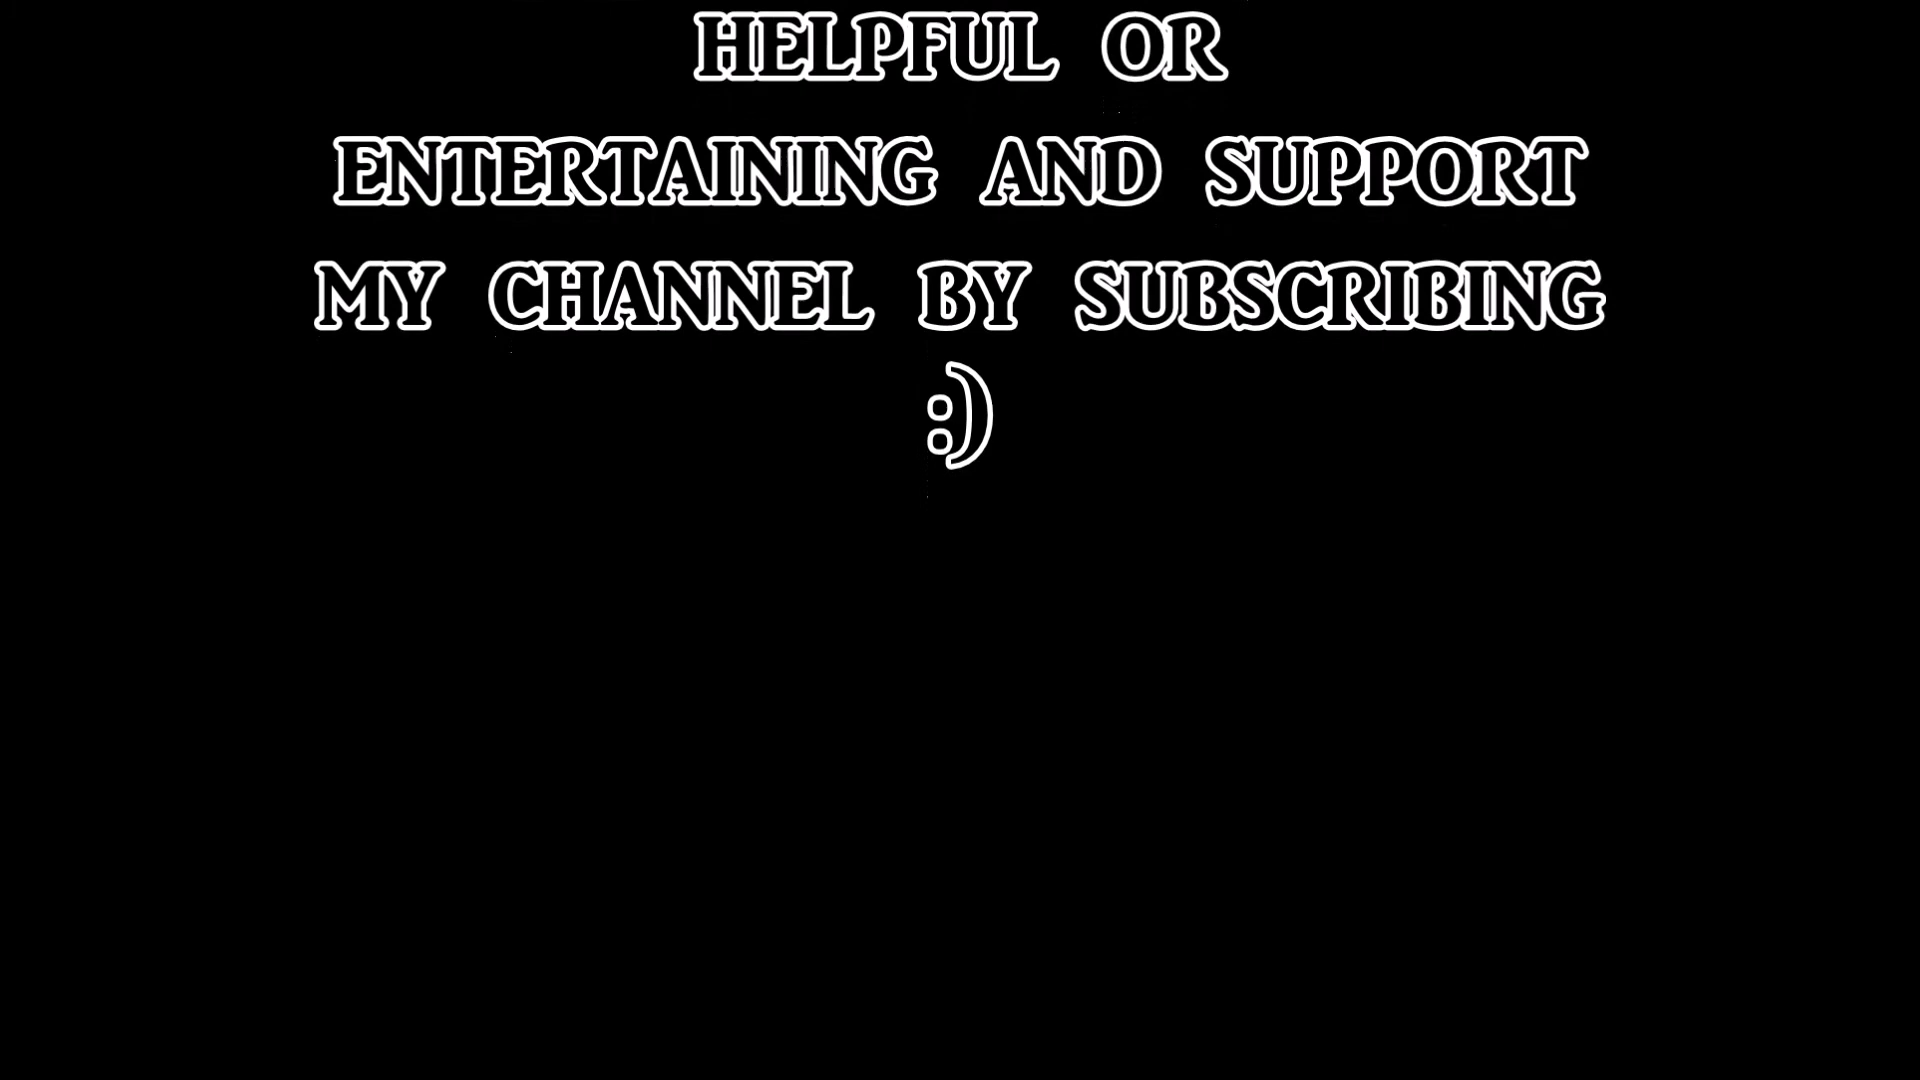 HELPFUL OR
ENTERTAINING AND SUPPORT
MY CHANNEL BY SUBSCRIBING
:)